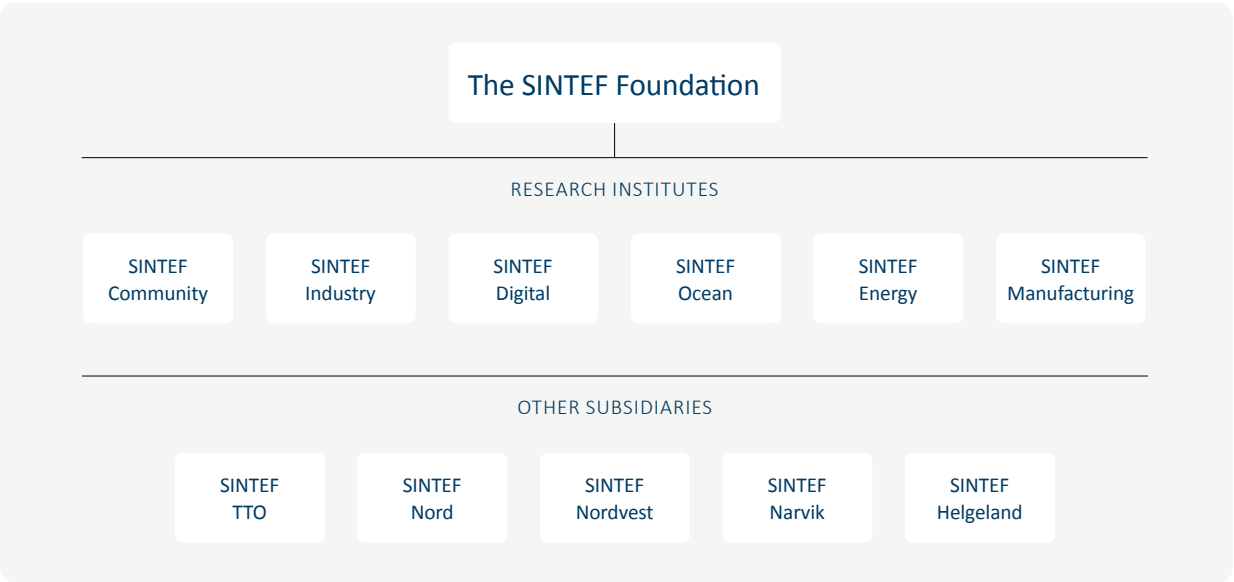 The SINTEF Foundation
RESEARCH INSTITUTES
SINTEF
Community
SINTEF
Industry
SINTEF
Digital
SINTEF
Ocean
SINTEF
Energy
SINTEF
Manufacturing
OTHER SUBSIDIARIES
SINTEF
TTO
SINTEF
Nord
SINTEF
Nordvest
SINTEF
Narvik
SINTEF
Helgeland